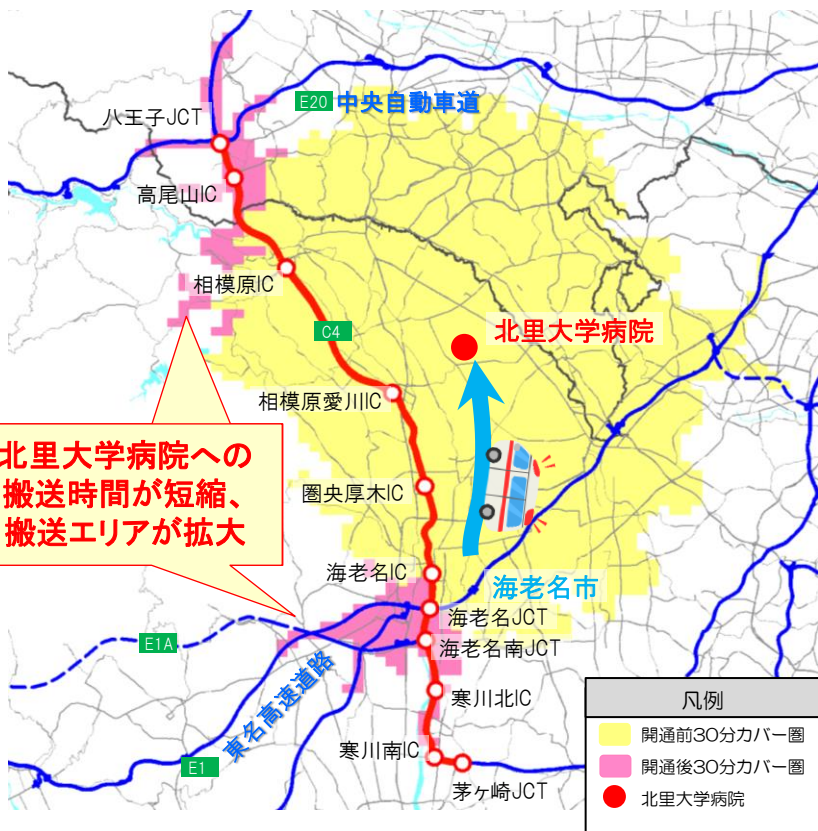 八王子JCT
E20 中央自動車道
高尾山IC
相模原IC
C4
北里大学病院
相模原愛川IC
北里大学病院への
搬送時間が短縮、
搬送エリアが拡大
圏央厚木IC
海老名IC
海老名市
海老名JCT
E1A
海老名南JCT
東名高速道路
寒川北IC
E1
寒川南IC
茅ヶ崎JCT
凡例
開通前30分カバー圏
開通後30分カバー圏
北里大学病院